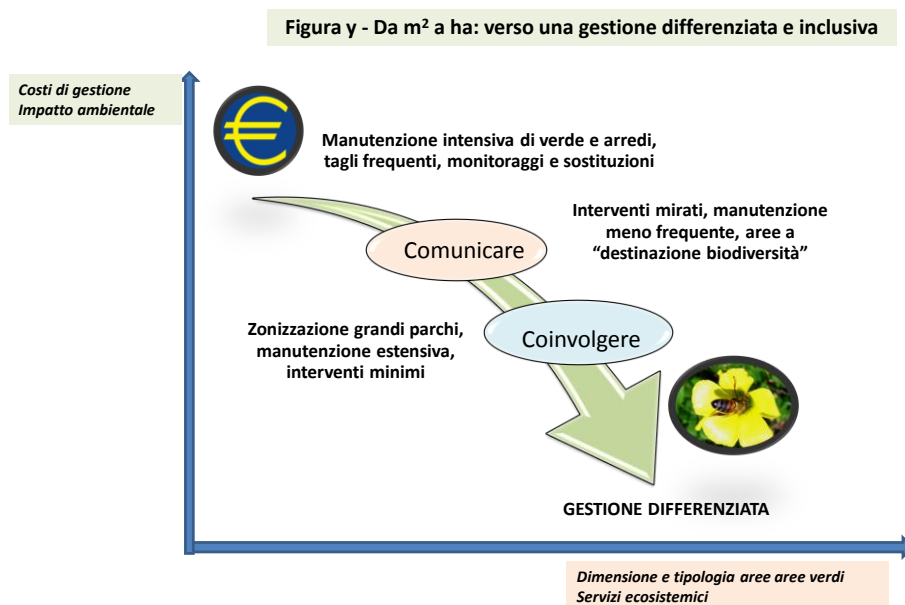 Figura y - Da m² a ha: verso una gestione differenziata e inclusiva
Costi di gestione
Impatto ambientale
Manutenzione intensiva di verde e arredi,
tagli frequenti, monitoraggi e sostituzioni
Interventi mirati, manutenzione
meno frequente, aree a
“destinazione biodiversità”
Comunicare
Zonizzazione grandi parchi,
manutenzione estensiva,
interventi minimi
Coinvolgere
GESTIONE DIFFERENZIATA
Dimensione e tipologia aree aree verdi
Servizi ecosistemici